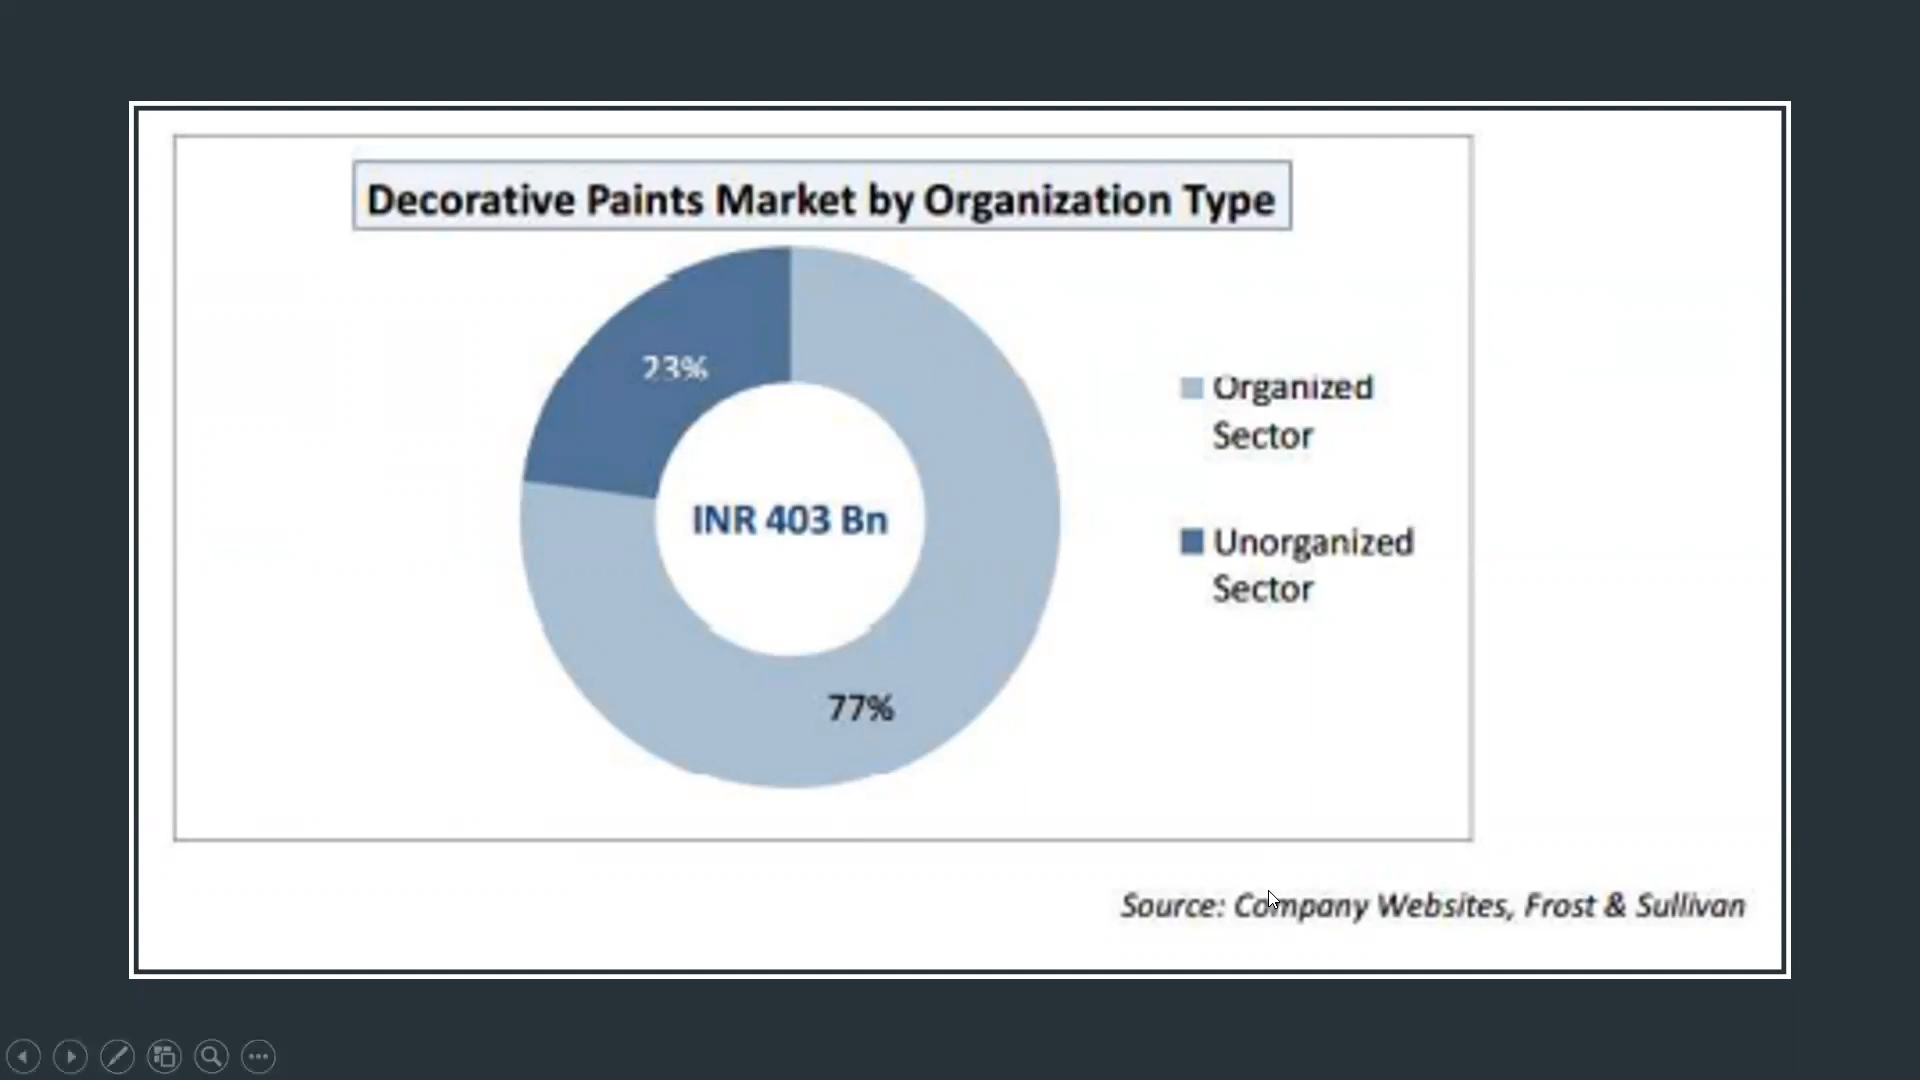 Decorative Paints Market by Organization Type
23%
Organized
Sector
INR 403 Bn
Unorganized
Sector
77%
Source: Company Websites, Frost & Sullivan